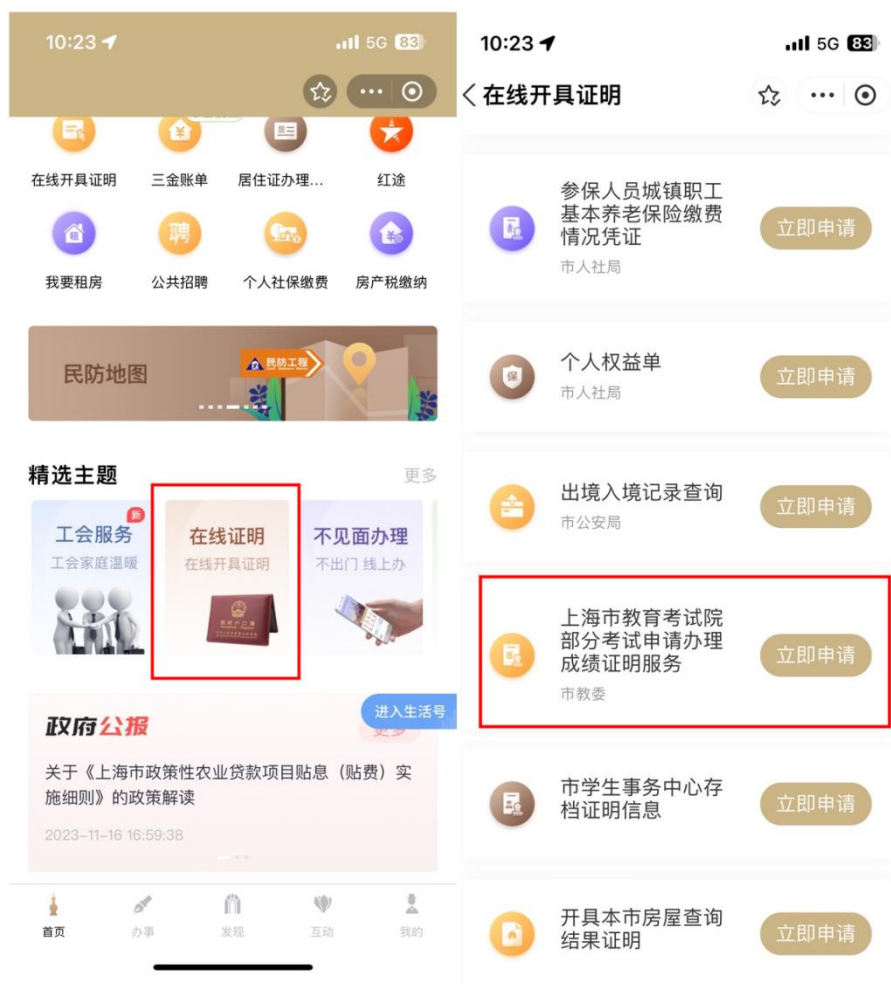 10:23
5G 83
在线开具证明
三金账单
居住证办理...
红途
聘
我要租房
公共招聘
个人社保缴费
房产税缴纳
民防地图
民防工程
精选主题
更多
工会服务
新
工会家庭温暖
在线证明
在线开具证明
不见面办理
不出门 线上办
政府公报
进入生活号
更多
关于《上海市政策性农业贷款项目贴息（贴费）实
施细则》的政策解读
2023-11-16 16:59:38
首页
办事
发现
互动
我的
10:23
5G 83
在线开具证明
参保人员城镇职工
基本养老保险缴费
情况凭证
市人社局
立即申请
保
个人权益单
市人社局
立即申请
出境入境记录查询
市公安局
立即申请
上海市教育考试院
部分考试申请办理
成绩证明服务
市教委
立即申请
市学生事务中心存
档证明信息
立即申请
开具本市房屋查询
结果证明
立即申请